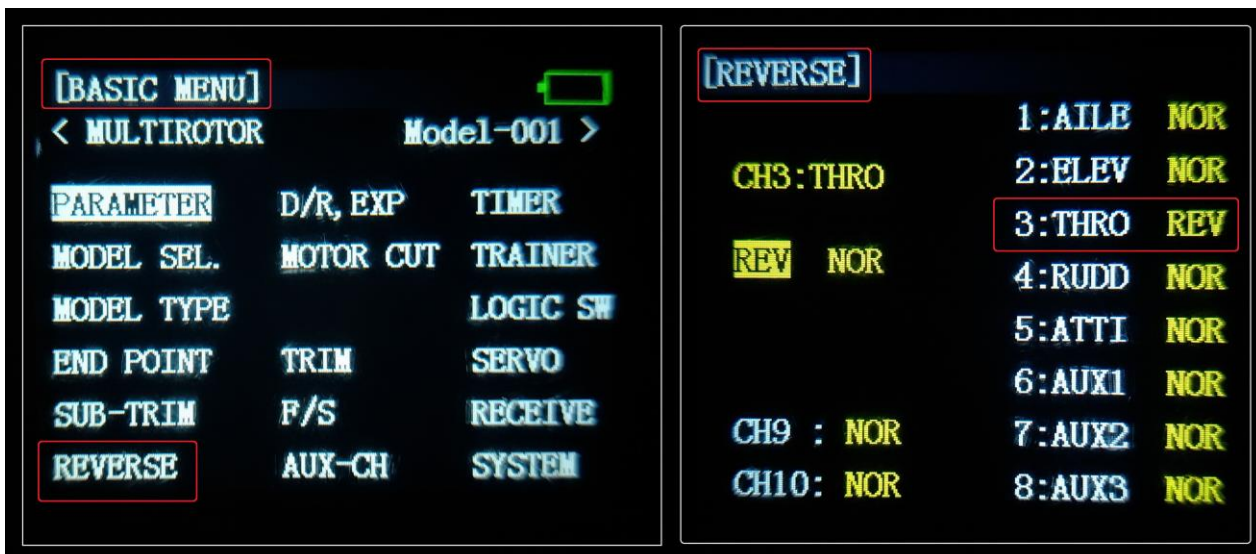 [BASIC MENU]
< MULTIROTOR Model-001 >
PARAMETER D/R, EXP TIMER
MODEL SEL. MOTOR CUT TRAINER
MODEL TYPE LOGIC SW
END POINT TRIM SERVO
SUB-TRIM F/S RECEIVE
REVERSE AUX-CH SYSTEM
[REVERSE]
CH3:THRO
REV NOR
CH9 : NOR
CH10: NOR
1:AILE NOR
2:ELEV NOR
3:THRO REV
4:RUDD NOR
5:ATTI NOR
6:AUX1 NOR
7:AUX2 NOR
8:AUX3 NOR